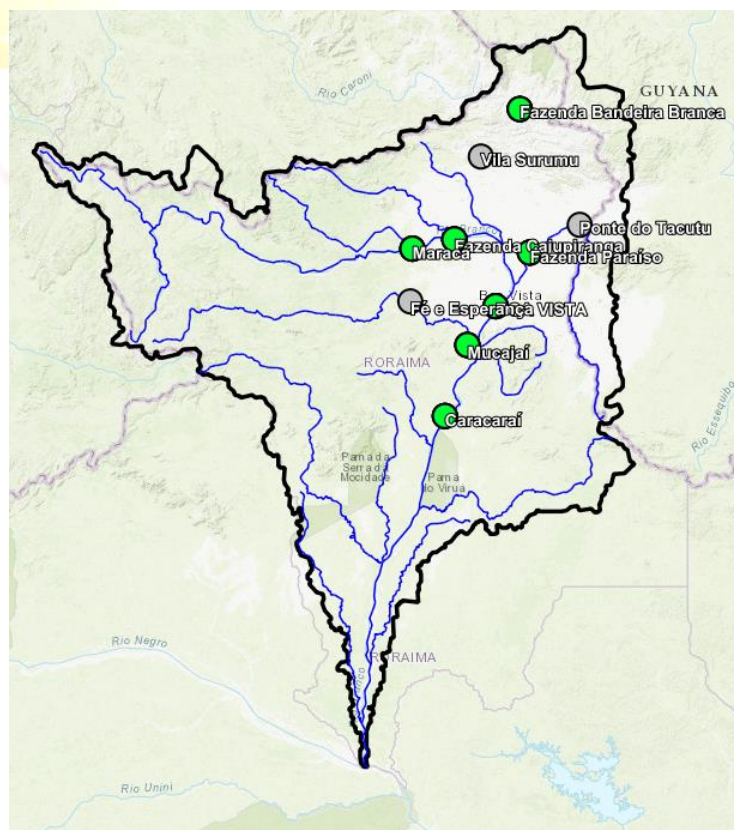 Rio Caroni
GUYANA
Fazenda Bandeira Branca
Vila Surumu
Ponte do Tacutu
Fazenda Cajupiranga
Maracá
Fazenda Paraíso
Fé e Esperança
VISTA
Mucajaí
RORAIMA
Caracaraí
Rio Essequibo
Parna da
Serra da
Mocidade
Parna
do Viruá
Rio Negro
RORAIMA
Rio Unini